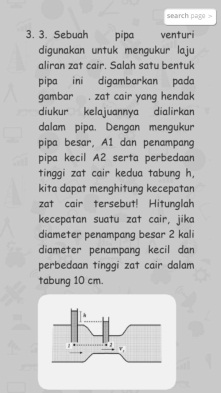 search page >
3. 3. Sebuah pipa venturi
digunakan untuk mengukur laju
aliran zat cair. Salah satu bentuk
pipa ini digambarkan pada
gambar . zat cair yang hendak
diukur kelajuannya dialirkan
dalam pipa. Dengan mengukur
pipa besar, A1 dan penampang
pipa kecil A2 serta perbedaan
tinggi zat cair kedua tabung h,
kita dapat menghitung kecepatan
zat cair tersebut! Hitunglah
kecepatan suatu zat cair, jika
diameter penampang besar 2 kali
diameter penampang kecil dan
perbedaan tinggi zat cair dalam
tabung 10 cm.
h
1 2